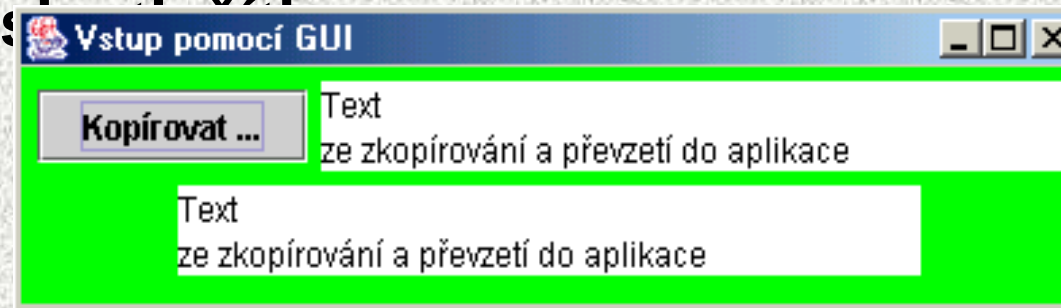 Vstup pomocí GUI
Kopírovat ...
Text
ze zkopírování a převzetí do aplikace
Text
ze zkopírování a převzetí do aplikace